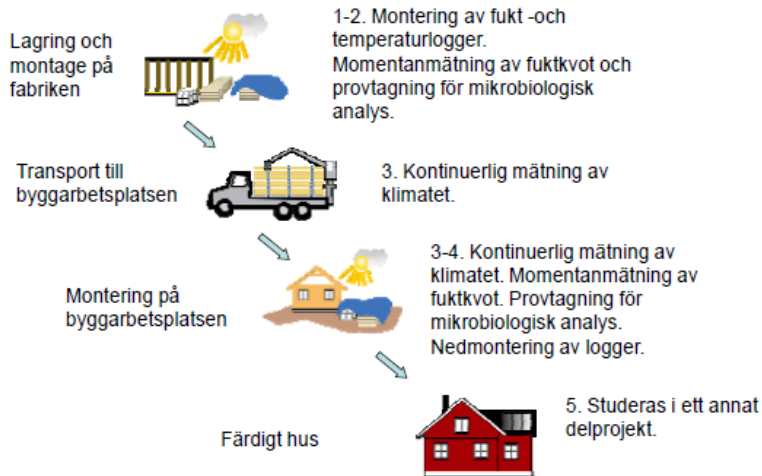 Lagring och
montage på
fabriken
1-2. Montering av fukt -och
temperaturlogger.
Momentanmätning av fuktkvot och
provtagning för mikrobiologisk
analys.
Transport till
byggarbetsplatsen
3. Kontinuerlig mätning av
klimatet.
Montering på
byggarbetsplatsen
3-4. Kontinuerlig mätning av
klimatet. Momentanmätning av
fuktkvot. Provtagning för
mikrobiologisk analys.
Nedmontering av logger.
Färdigt hus
5. Studeras i ett annat
delprojekt.